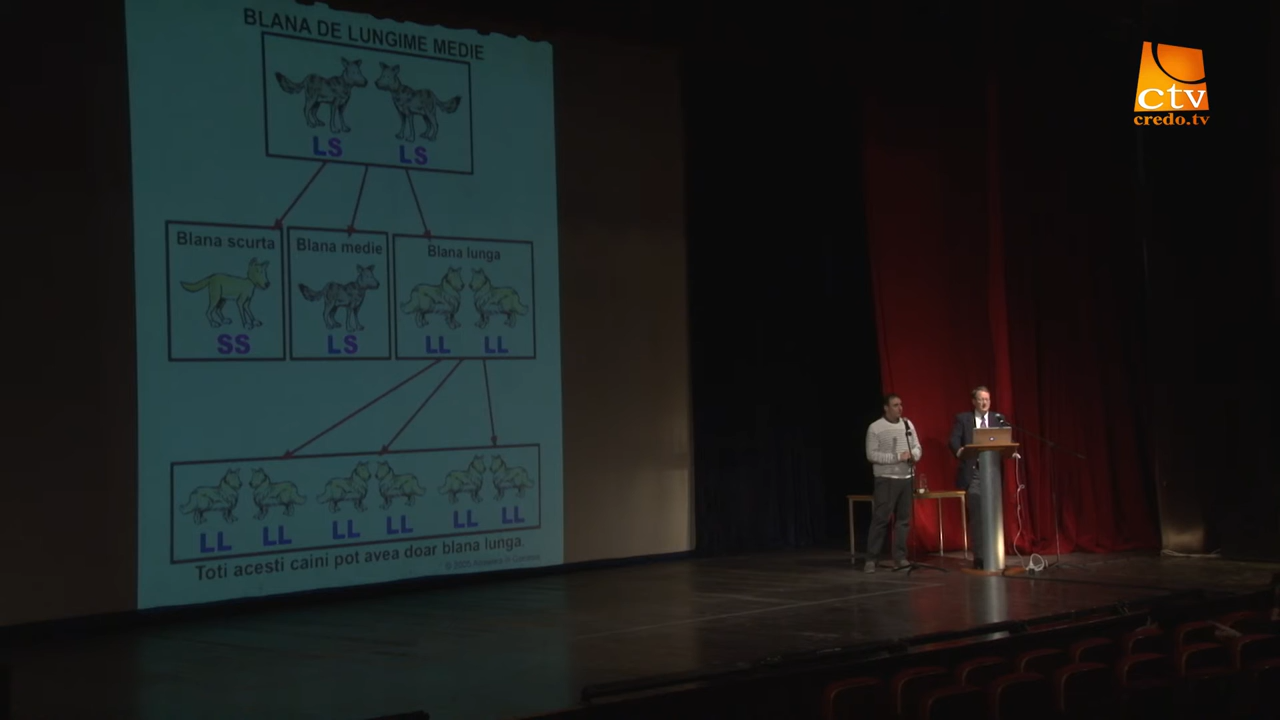 BLANA DE LUNGIME MEDIE
LS LS
Blana scurta
Blana medie
Blana lunga
SS
LS
LL LL
LL LL LL LL LL LL
Toti acesti caini pot avea doar blana lunga.
ctv
credo.tv